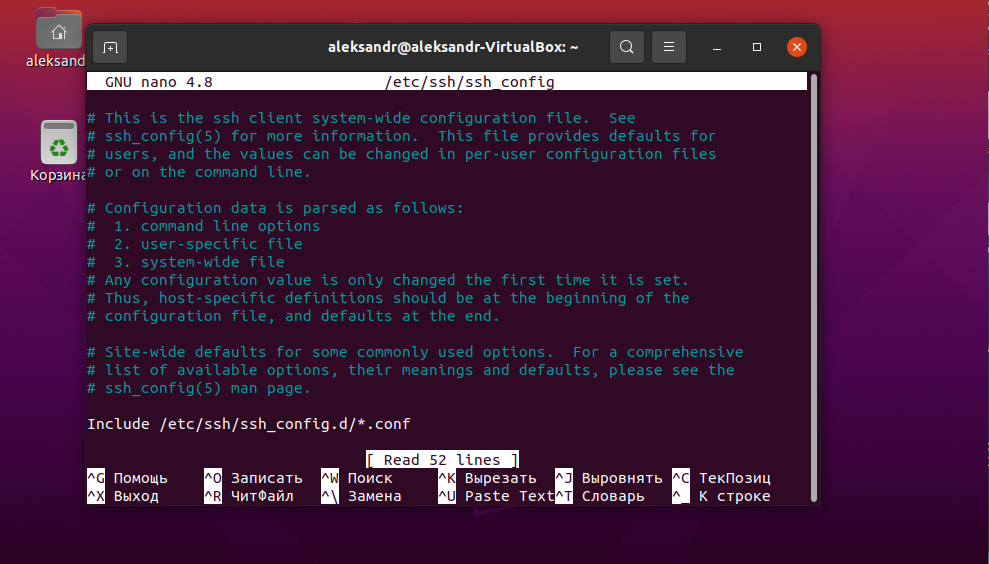 aleksandr@aleksandr-VirtualBox: ~
aleksand
Корзина
GNU nano 4.8 /etc/ssh/ssh_config
# This is the ssh client system-wide configuration file.  See
# ssh_config(5) for more information.  This file provides defaults for
# users, and the values can be changed in per-user configuration files
# or on the command line.
# Configuration data is parsed as follows:
#  1. command line options
#  2. user-specific file
#  3. system-wide file
# Any configuration value is only changed the first time it is set.
# Thus, host-specific definitions should be at the beginning of the
# configuration file, and defaults at the end.
# Site-wide defaults for some commonly used options.  For a comprehensive
# list of available options, their meanings and defaults, please see the
# ssh_config(5) man page.
Include /etc/ssh/ssh_config.d/*.conf
[ Read 52 lines ]
^G Помощь ^O Записать ^W Поиск ^K Вырезать ^J Выровнять ^C ТекПозиц
^X Выход ^R ЧитФайл ^\ Замена ^U Paste Text ^T Словарь ^_ К строке